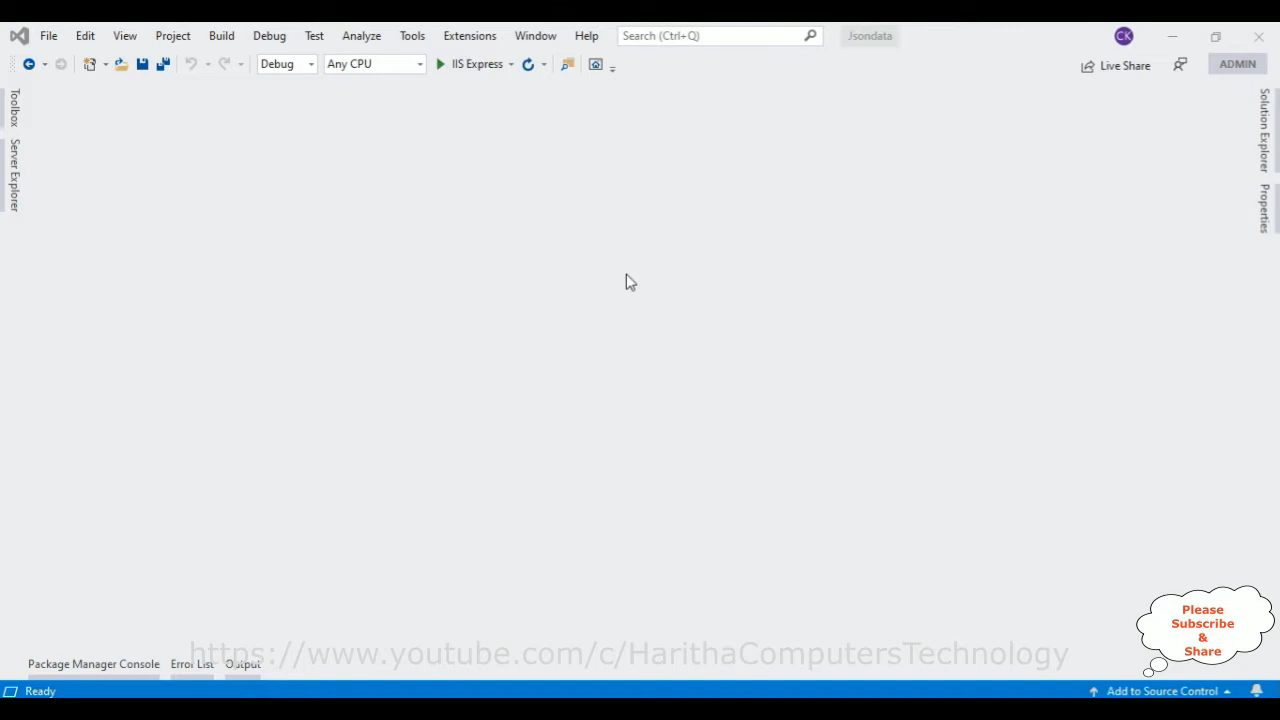 File Edit View Project Build Debug Test Analyze Tools Extensions Window Help Search (Ctrl+Q) Jsondata CK
Debug Any CPU IIS Express Live Share ADMIN
Toolbox
Server Explorer
Solution Explorer
Properties
Please
Subscribe
&
Share
https://www.youtube.com/c/HarithaComputersTechnology
Package Manager Console Error List Output
Ready Add to Source Control